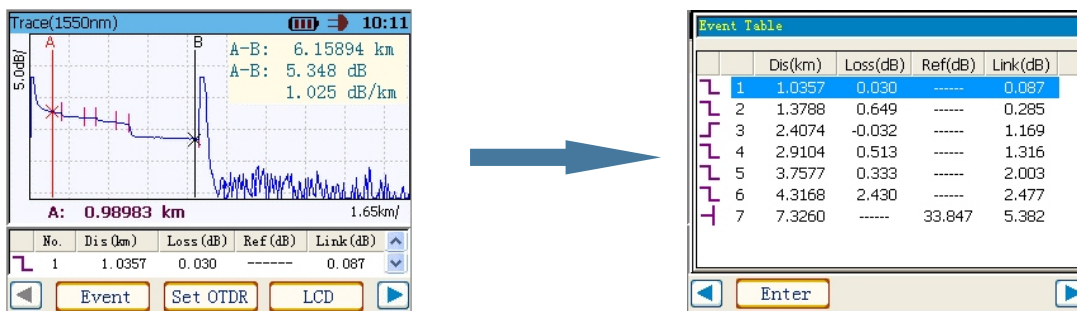 Trace(1550nm) 10:11
5.0dB/
A B
A-B: 6.15894 km
A-B: 5.348 dB
1.025 dB/km
A: 0.98983 km 1.65km/
No. Dis(km) Loss(dB) Ref(dB) Link(dB)
1 1.0357 0.030 ------ 0.087
Event Set OTDR LCD
Event Table
Dis(km) Loss(dB) Ref(dB) Link(dB)
1 1.0357 0.030 ------ 0.087
2 1.3788 0.649 ------ 0.285
3 2.4074 -0.032 ------ 1.169
4 2.9104 0.513 ------ 1.316
5 3.7577 0.333 ------ 2.003
6 4.3168 2.430 ------ 2.477
7 7.3260 ------ 33.847 5.382
Enter